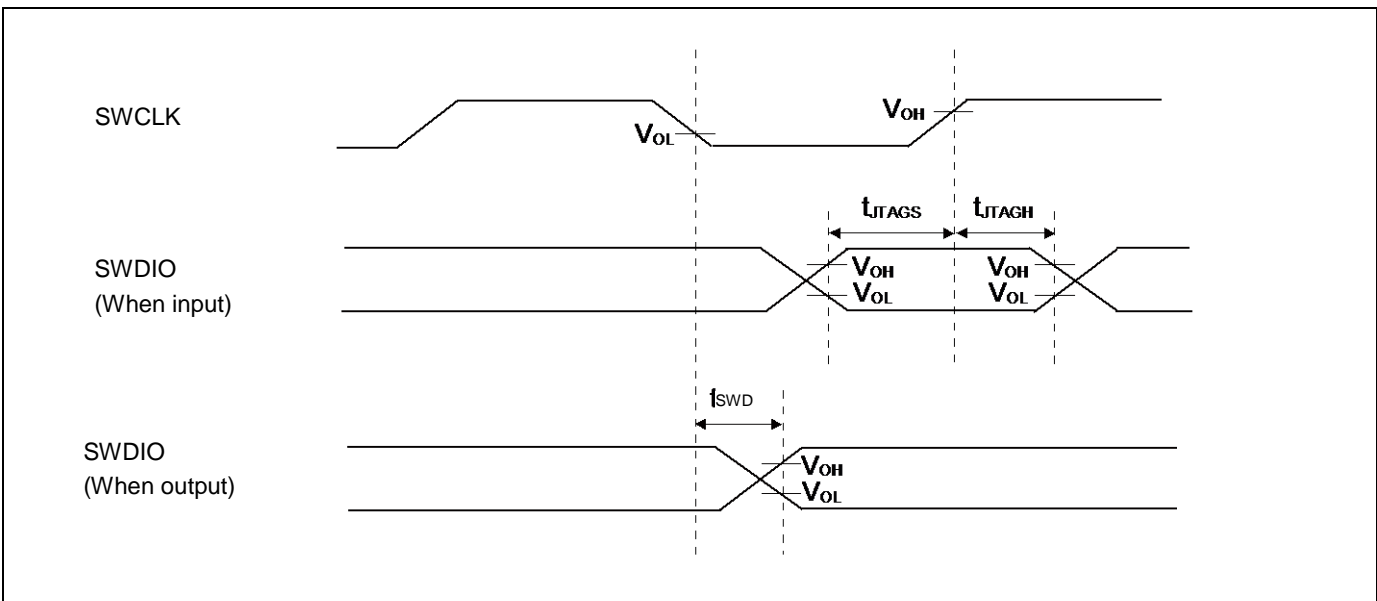 SWCLK
VOL
VOH
tJTAGS
tJTAGH
SWDIO
(When input)
VOH
VOL
VOH
VOL
tSWD
SWDIO
(When output)
VOH
VOL